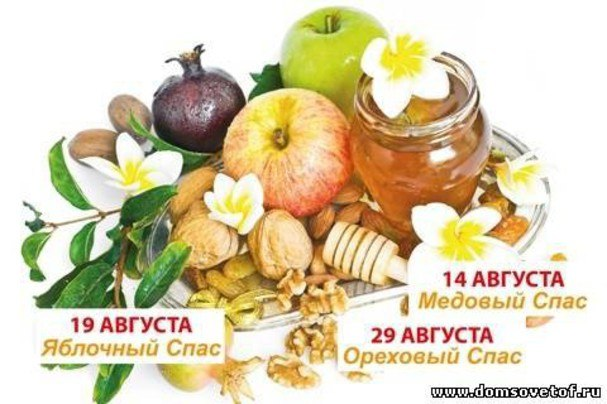 14 АВГУСТА
Медовый Спас
19 АВГУСТА
Яблочный Спас
29 АВГУСТА
Ореховый Спас
www.domsovetof.ru